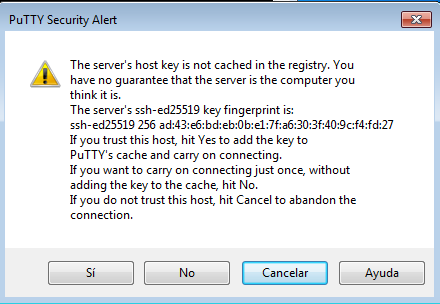 PuTTY Security Alert
The server's host key is not cached in the registry. You
have no guarantee that the server is the computer you
think it is.
The server's ssh-ed25519 key fingerprint is:
ssh-ed25519 256 ad:43:e6:bd:eb:0b:e1:7f:a6:30:3f:40:9c:f4:fd:27
If you trust this host, hit Yes to add the key to
PuTTY's cache and carry on connecting.
If you want to carry on connecting just once, without
adding the key to the cache, hit No.
If you do not trust this host, hit Cancel to abandon the
connection.
Sí
No
Cancelar
Ayuda